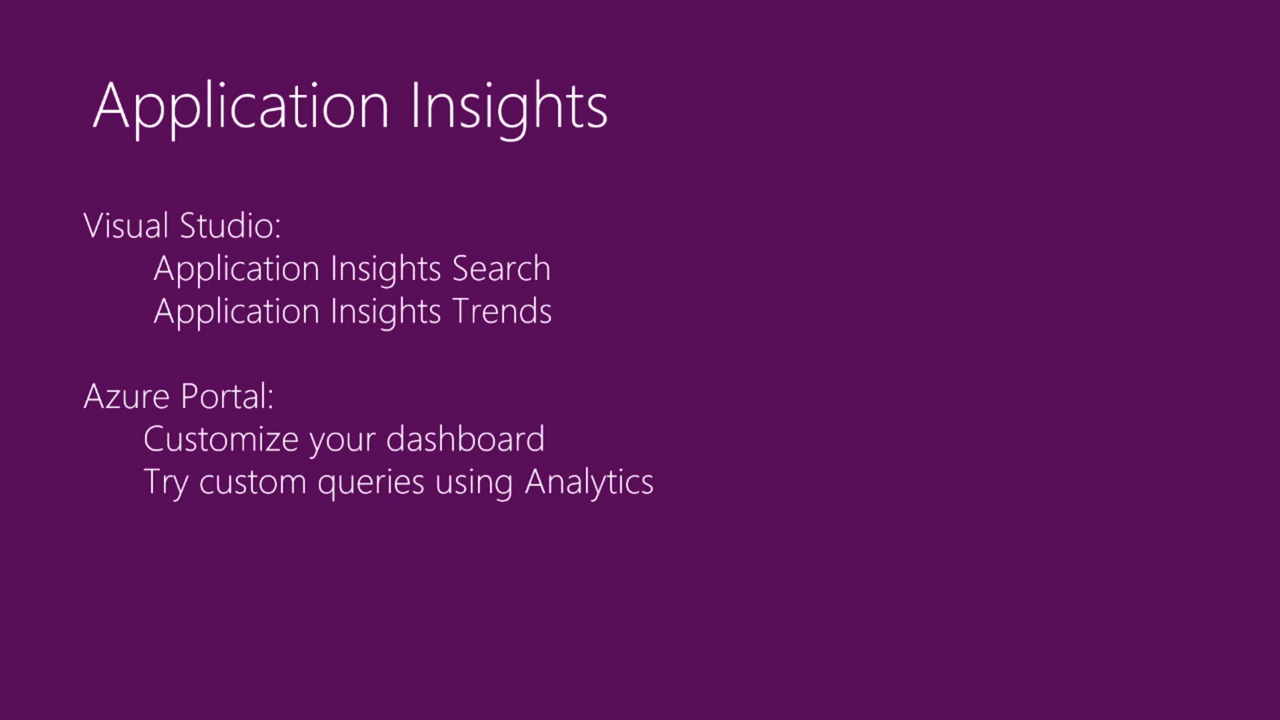 Application Insights
Visual Studio:
Application Insights Search
Application Insights Trends
Azure Portal:
Customize your dashboard
Try custom queries using Analytics